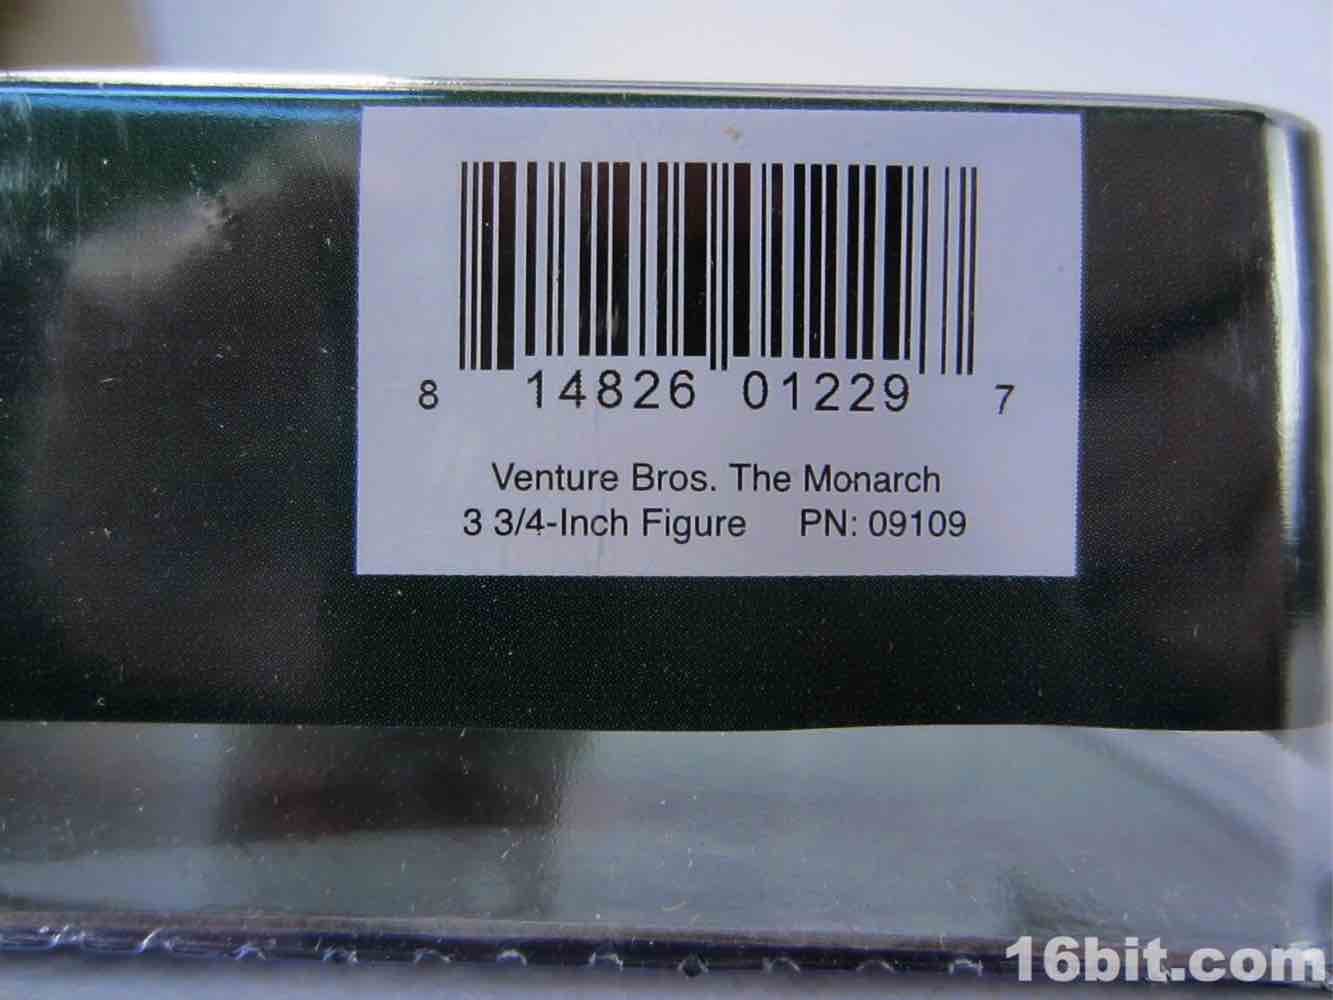 8 14826 01229 7
Venture Bros. The Monarch
3 3/4-Inch Figure PN: 09109
16bit.com